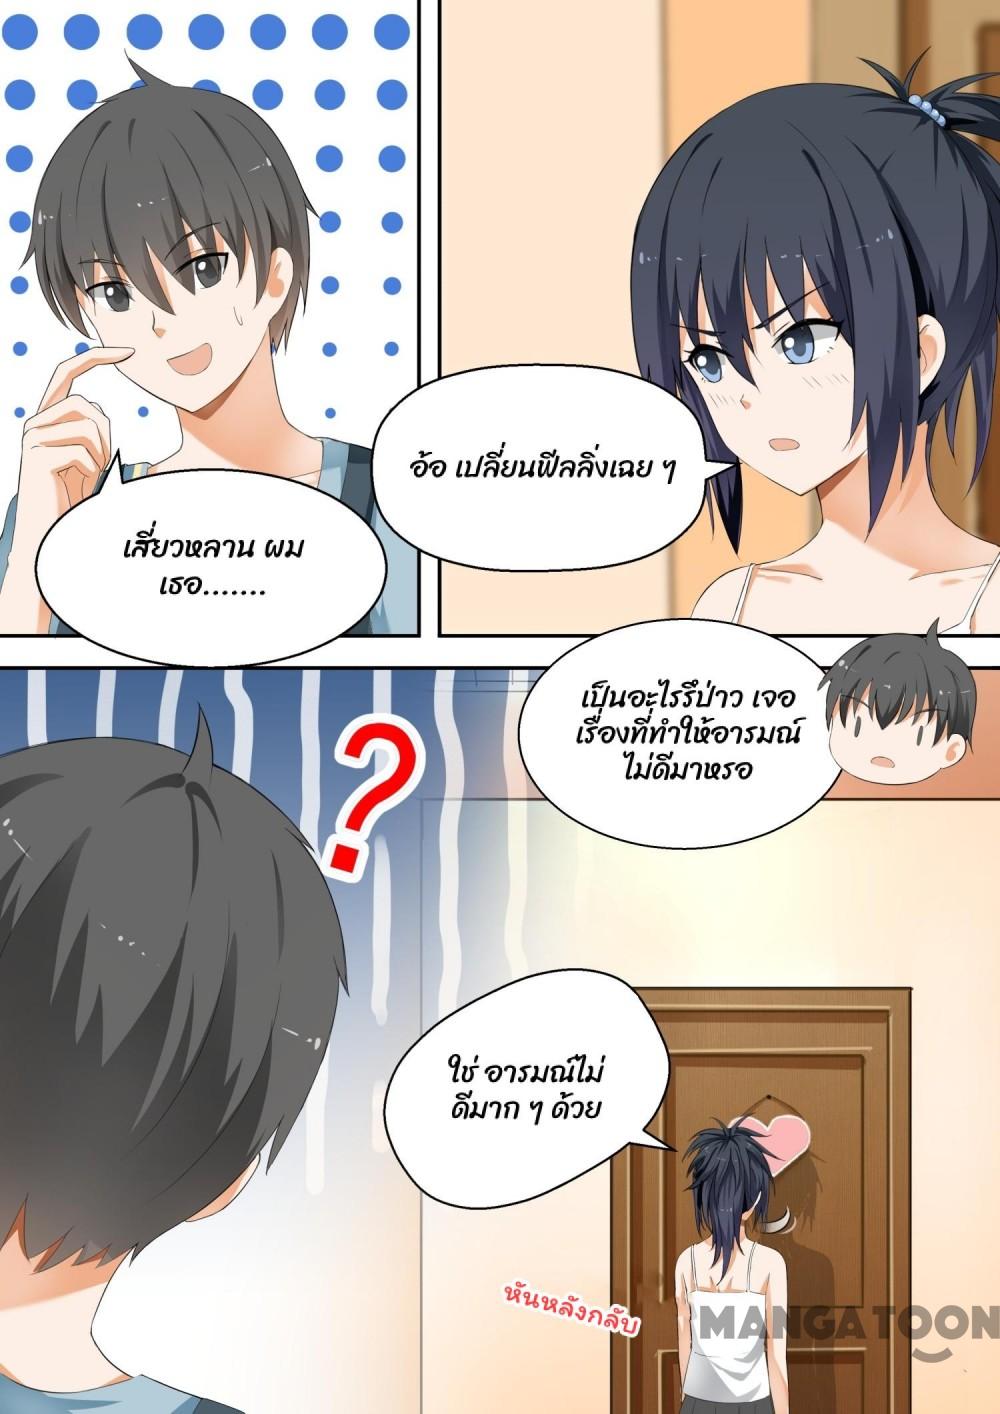 เสี่ยวหลาน ผม
เธอ.......
อ้อ เปลี่ยนฟีลลิ่งเฉย ๆ
เป็นอะไรรึป่าว เจอ
เรื่องที่ทำให้อารมณ์
ไม่ดีมาหรอ
?
ใช่ อารมณ์ไม่
ดีมาก ๆ ด้วย
หันหลังกลับ
MANGATOON